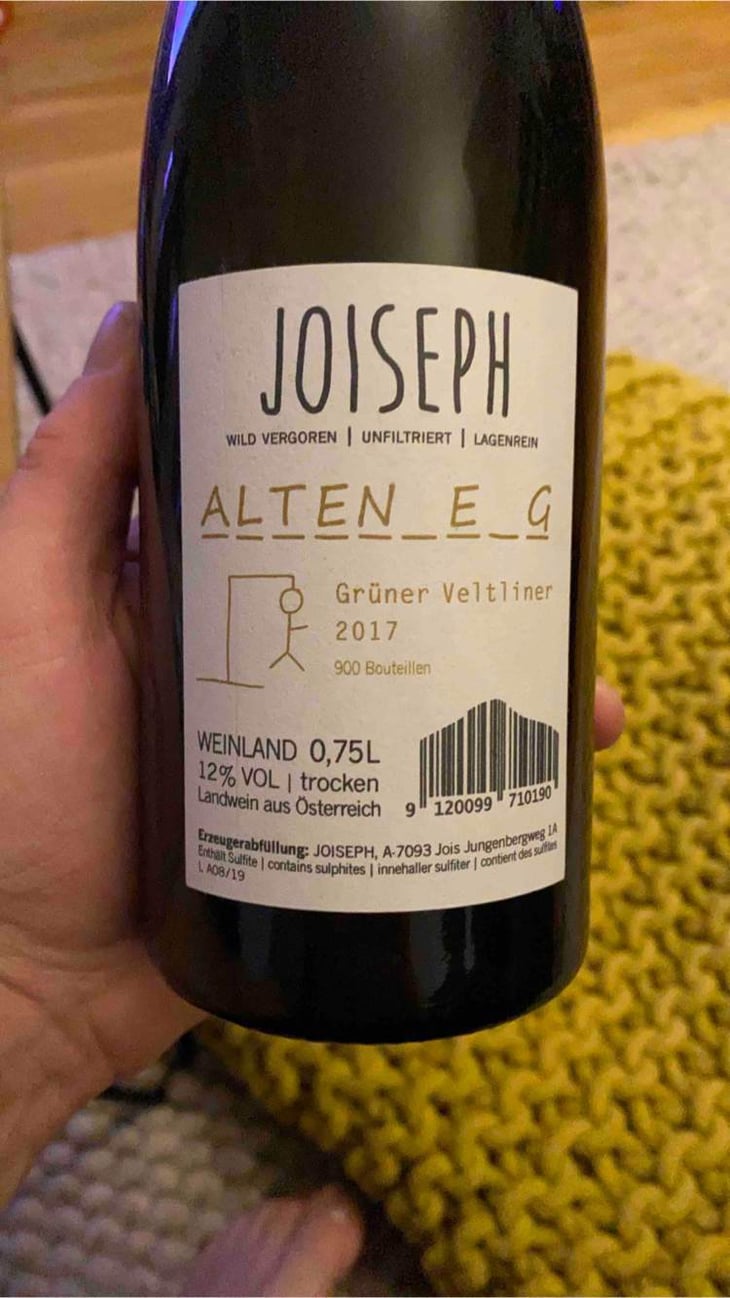 JOISEPH
WILD VERGOREN | UNFILTRIERT | LAGENREIN
ALTEN_E_G
Grüner Veltliner
2017
900 Bouteillen
WEINLAND 0,75L
12% VOL | trocken
Landwein aus Österreich
9 120099 710190
Erzeugerabfüllung: JOISEPH, A-7093 Jois Jungenbergweg 1A
Enthält Sulfite | contains sulphites | innehaller sulfiter | contient des sulfites
L A08/19